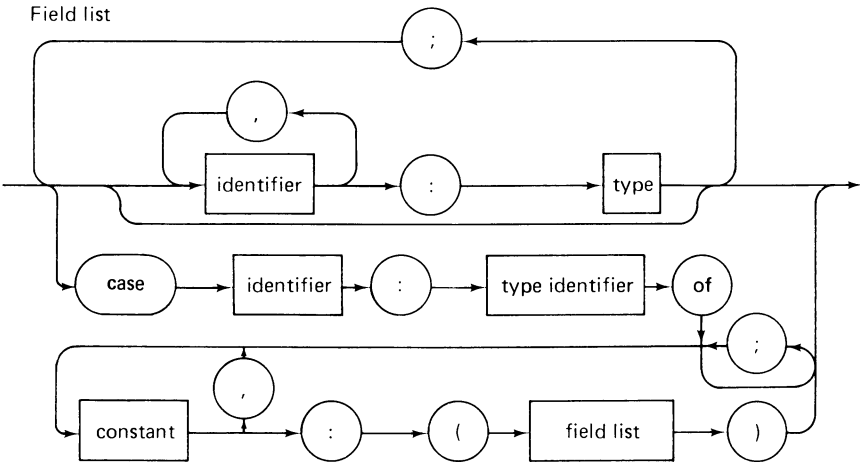 Field list
;
,
identifier : type
case identifier : type identifier of
;
,
constant : ( field list )